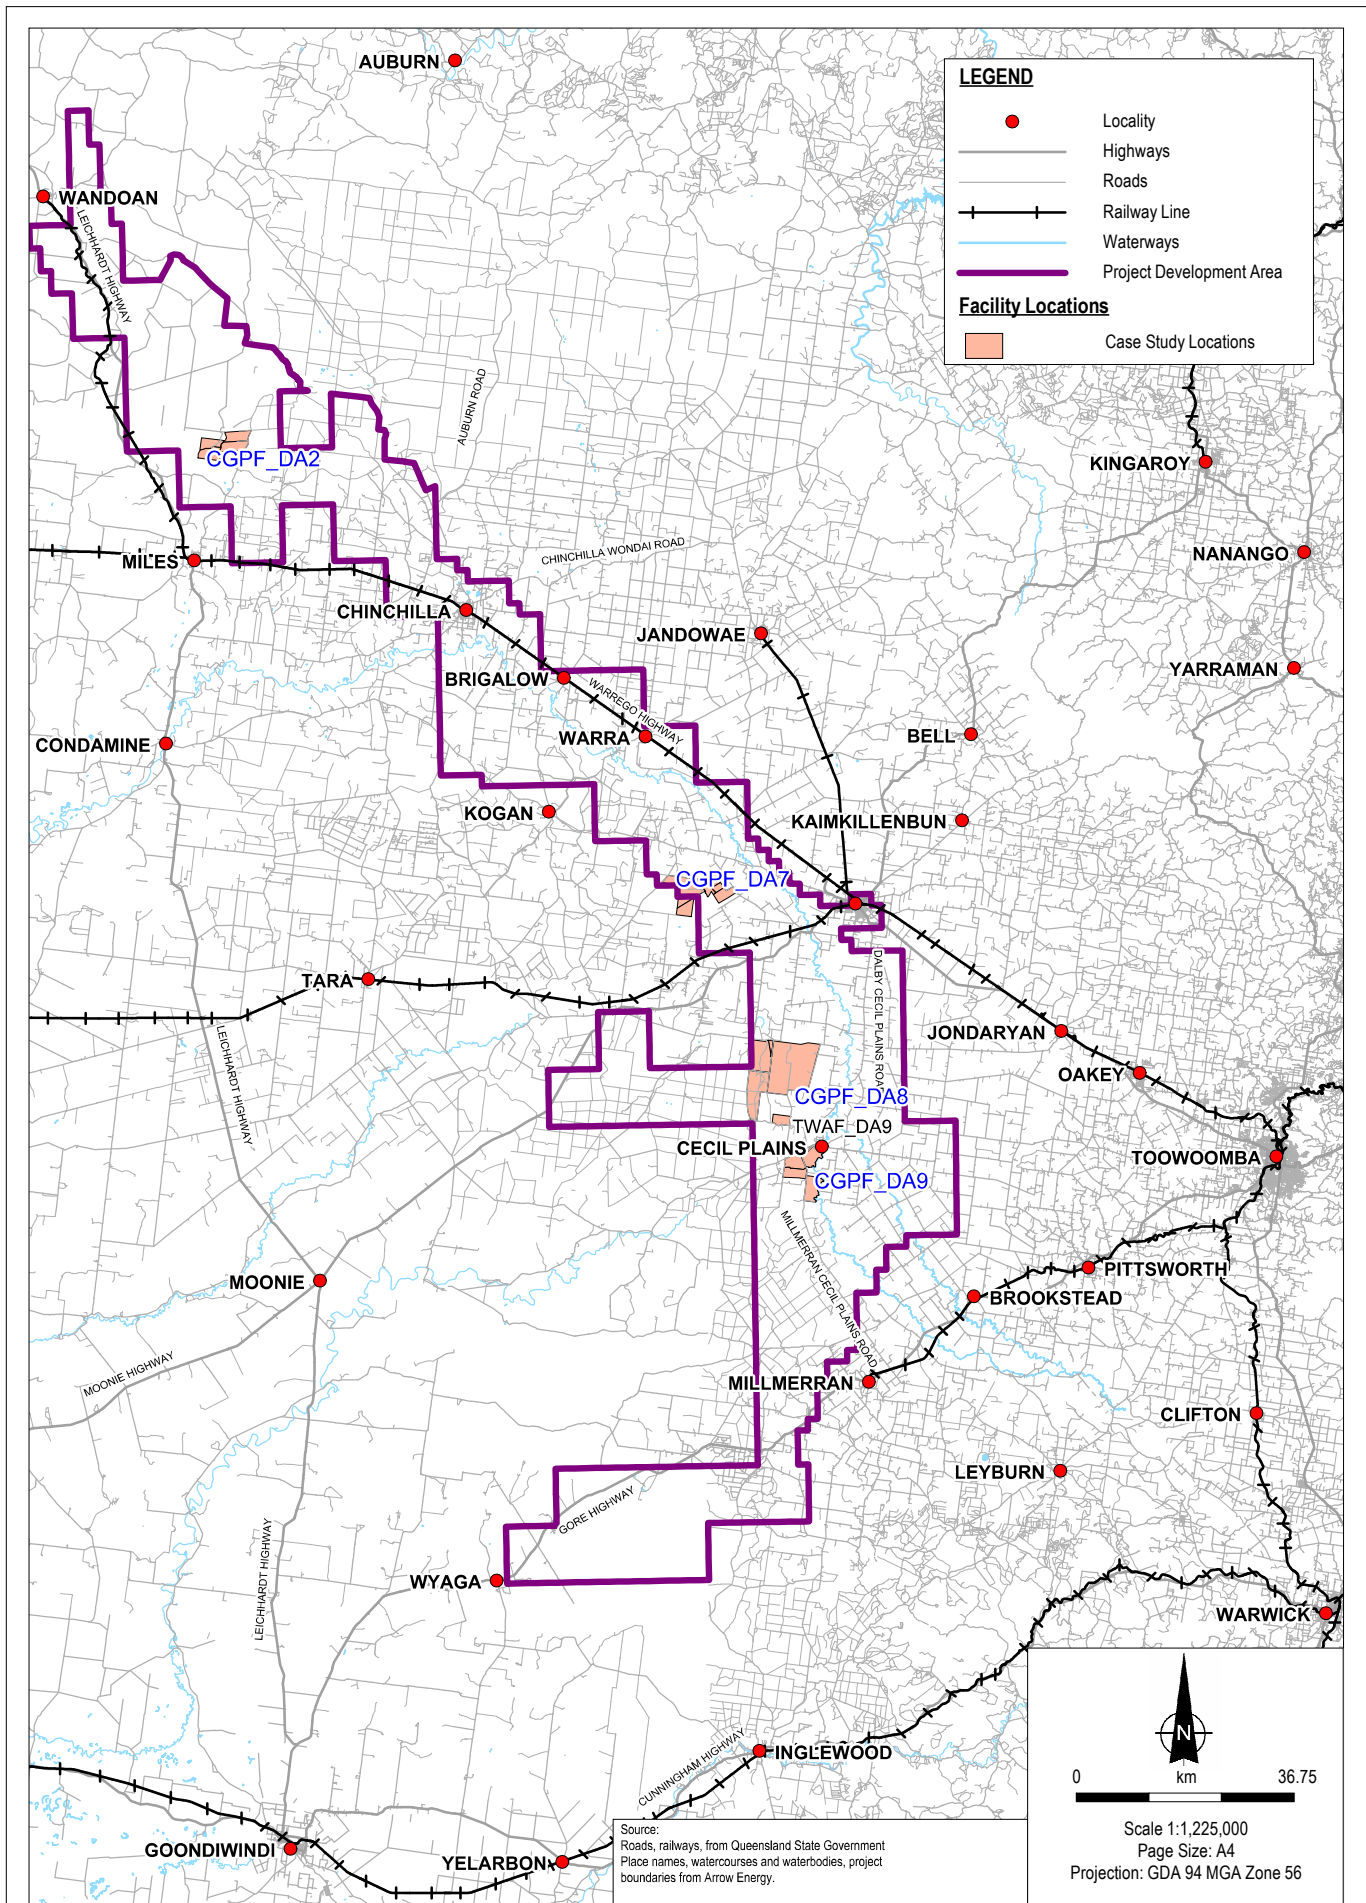 AUBURN
LEGEND
Locality
Highways
Roads
Railway Line
Waterways
Project Development Area
Facility Locations
Case Study Locations
WANDOAN
LEICHHARDT HIGHWAY
AUBURN ROAD
CGPF_DA2
KINGAROY
CHINCHILLA WONDAI ROAD
NANANGO
MILES
CHINCHILLA
JANDOWAE
YARRAMAN
BRIGALOW
WARREGO HIGHWAY
CONDAMINE
WARRA
BELL
KOGAN
KAIMKILLENBUN
CGPF_DA7
TARA
DALBY CECIL PLAINS ROAD
JONDARYAN
LEICHHARDT HIGHWAY
OAKEY
CGPF_DA8
TWAF_DA9
CECIL PLAINS
TOOWOOMBA
CGPF_DA9
MILLMERRAN CECIL PLAINS ROAD
PITTSWORTH
MOONIE
BROOKSTEAD
MOONIE HIGHWAY
MILLMERRAN
CLIFTON
LEYBURN
GORE HIGHWAY
LEICHHARDT HIGHWAY
WYAGA
WARWICK
N
INGLEWOOD
CUNNINGHAM HIGHWAY
0 km 36.75
Scale 1:1,225,000
Page Size: A4
Projection: GDA 94 MGA Zone 56
Source:
Roads, railways, from Queensland State Government
Place names, watercourses and waterbodies, project
boundaries from Arrow Energy.
GOONDIWINDI
YELARBON